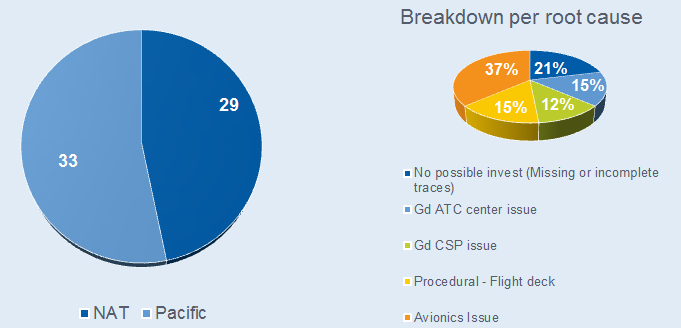 29
33
NAT
Pacific
Breakdown per root cause
37%
21%
15%
15%
12%
No possible invest (Missing or incomplete
traces)
Gd ATC center issue
Gd CSP issue
Procedural - Flight deck
Avionics Issue